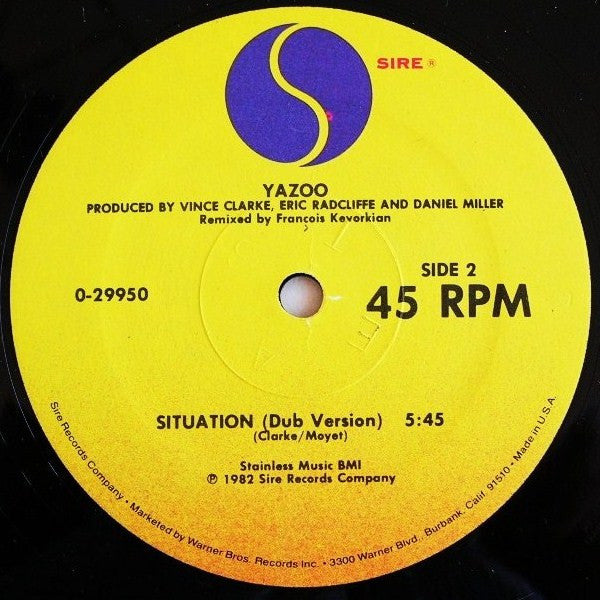 SIRE ®
YAZOO
PRODUCED BY VINCE CLARKE, ERIC RADCLIFFE AND DANIEL MILLER
Remixed by Francois Kevorkian
0-29950
SIDE 2
45 RPM
SITUATION (Dub Version) 5:45
(Clarke/Moyet)
Stainless Music BMI
℗ 1982 Sire Records Company
Sire Records Company • Marketed by Warner Bros. Records Inc. • 3300 Warner Blvd., Burbank, Calif. 91510 • Made in U.S.A.